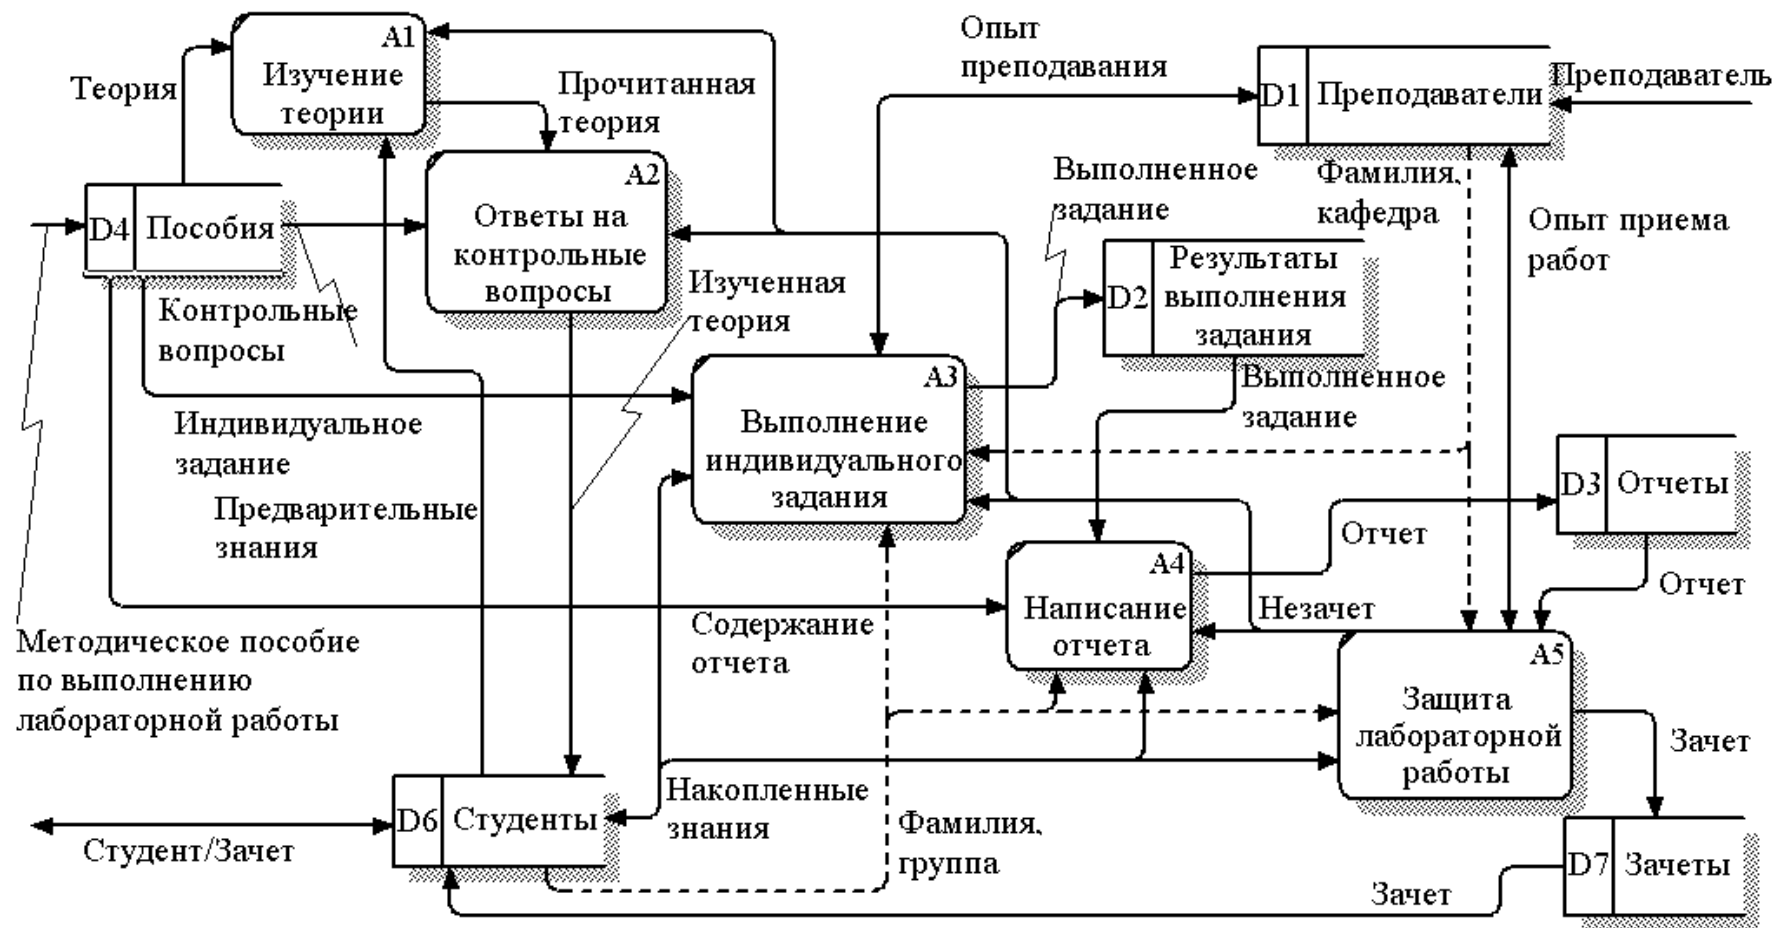 A1
Изучение
теории
Теория
Прочитанная
теория
Опыт
преподавания
D1
Преподаватели
Преподаватель
A2
Ответы на
контрольные
вопросы
D4
Пособия
Выполненное
задание
Фамилия,
кафедра
Опыт приема
работ
D2
Результаты
выполнения
задания
Изученная
теория
Контрольные
вопросы
A3
Выполнение
индивидуального
задания
Выполненное
задание
Индивидуальное
задание
D3
Отчеты
Предварительные
знания
Отчет
Отчет
A4
Написание
отчета
Незачет
Содержание
отчета
Методическое пособие
по выполнению
лабораторной работы
A5
Защита
лабораторной
работы
Зачет
D6
Студенты
Накопленные
знания
Фамилия,
группа
Студент/Зачет
D7
Зачеты
Зачет